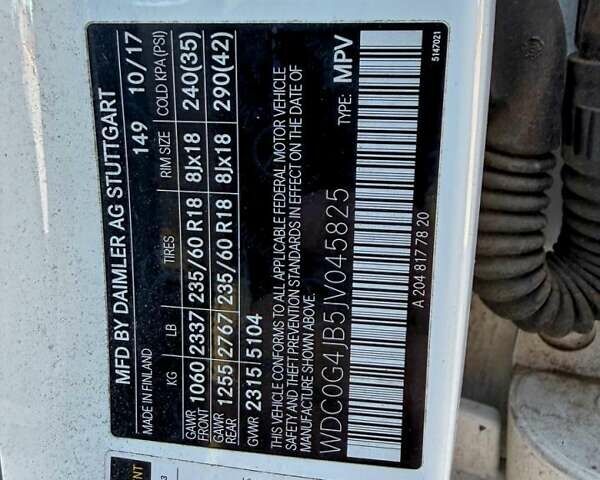 MFD BY DAIMLER AG STUTTGART
MADE IN FINLAND 149 10/17
KG LB TIRES RIM SIZE COLD KPA(PSI)
GAWR FRONT 1060 2337 235/60 R18 8Jx18 240(35)
GAWR REAR 1255 2767 235/60 R18 8Jx18 290(42)
GVWR 2315 5104
THIS VEHICLE CONFORMS TO ALL APPLICABLE FEDERAL MOTOR VEHICLE
SAFETY AND THEFT PREVENTION STANDARDS IN EFFECT ON THE DATE OF
MANUFACTURE SHOWN ABOVE. TYPE: MPV
WDC0G4JB5JV045825
A 204 817 78 20
5147021